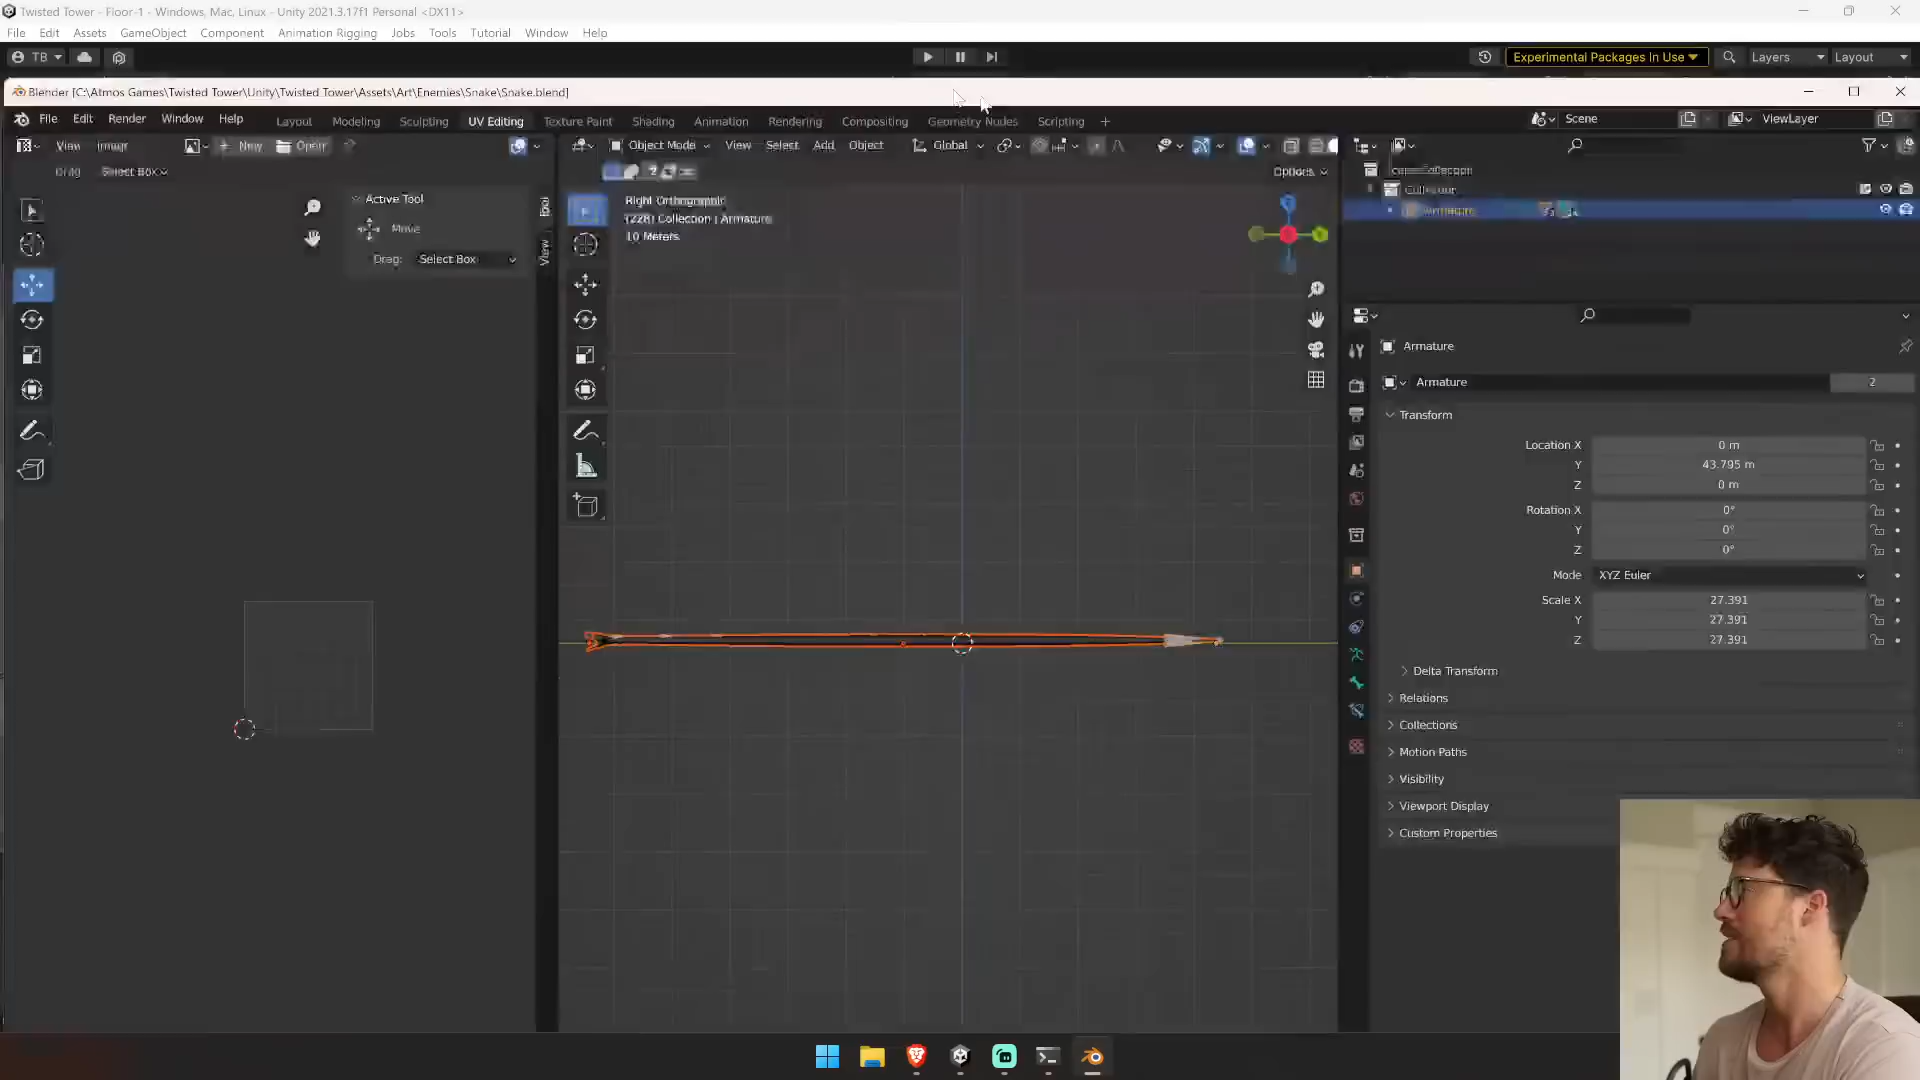 Twisted Tower - Floor-1 - Windows, Mac, Linux - Unity 2021.3.17f1 Personal <DX11>
File Edit Assets GameObject Component Animation Rigging Jobs Tools Tutorial Window Help
TB Experimental Packages In Use Layers Layout
Blender [C:\Atmos Games\Twisted Tower\Unity\Twisted Tower\Assets\Art\Enemies\Snake\Snake.blend]
File Edit Render Window Help Layout Modeling Sculpting UV Editing Texture Paint Shading Animation Rendering Compositing Geometry Nodes Scripting + Scene ViewLayer
View Image New Open Object Mode View Select Add Object Global
Drag: Select Box Options
Collection
Armature
Active Tool
Move
Drag: Select Box
Tool
View
Right Orthographic
(228) Collection | Armature
10 Meters
Armature
Armature 2
Transform
Location X 0 m
Y 43.795 m
Z 0 m
Rotation X 0°
Y 0°
Z 0°
Mode XYZ Euler
Scale X 27.391
Y 27.391
Z 27.391
Delta Transform
Relations
Collections
Motion Paths
Visibility
Viewport Display
Custom Properties